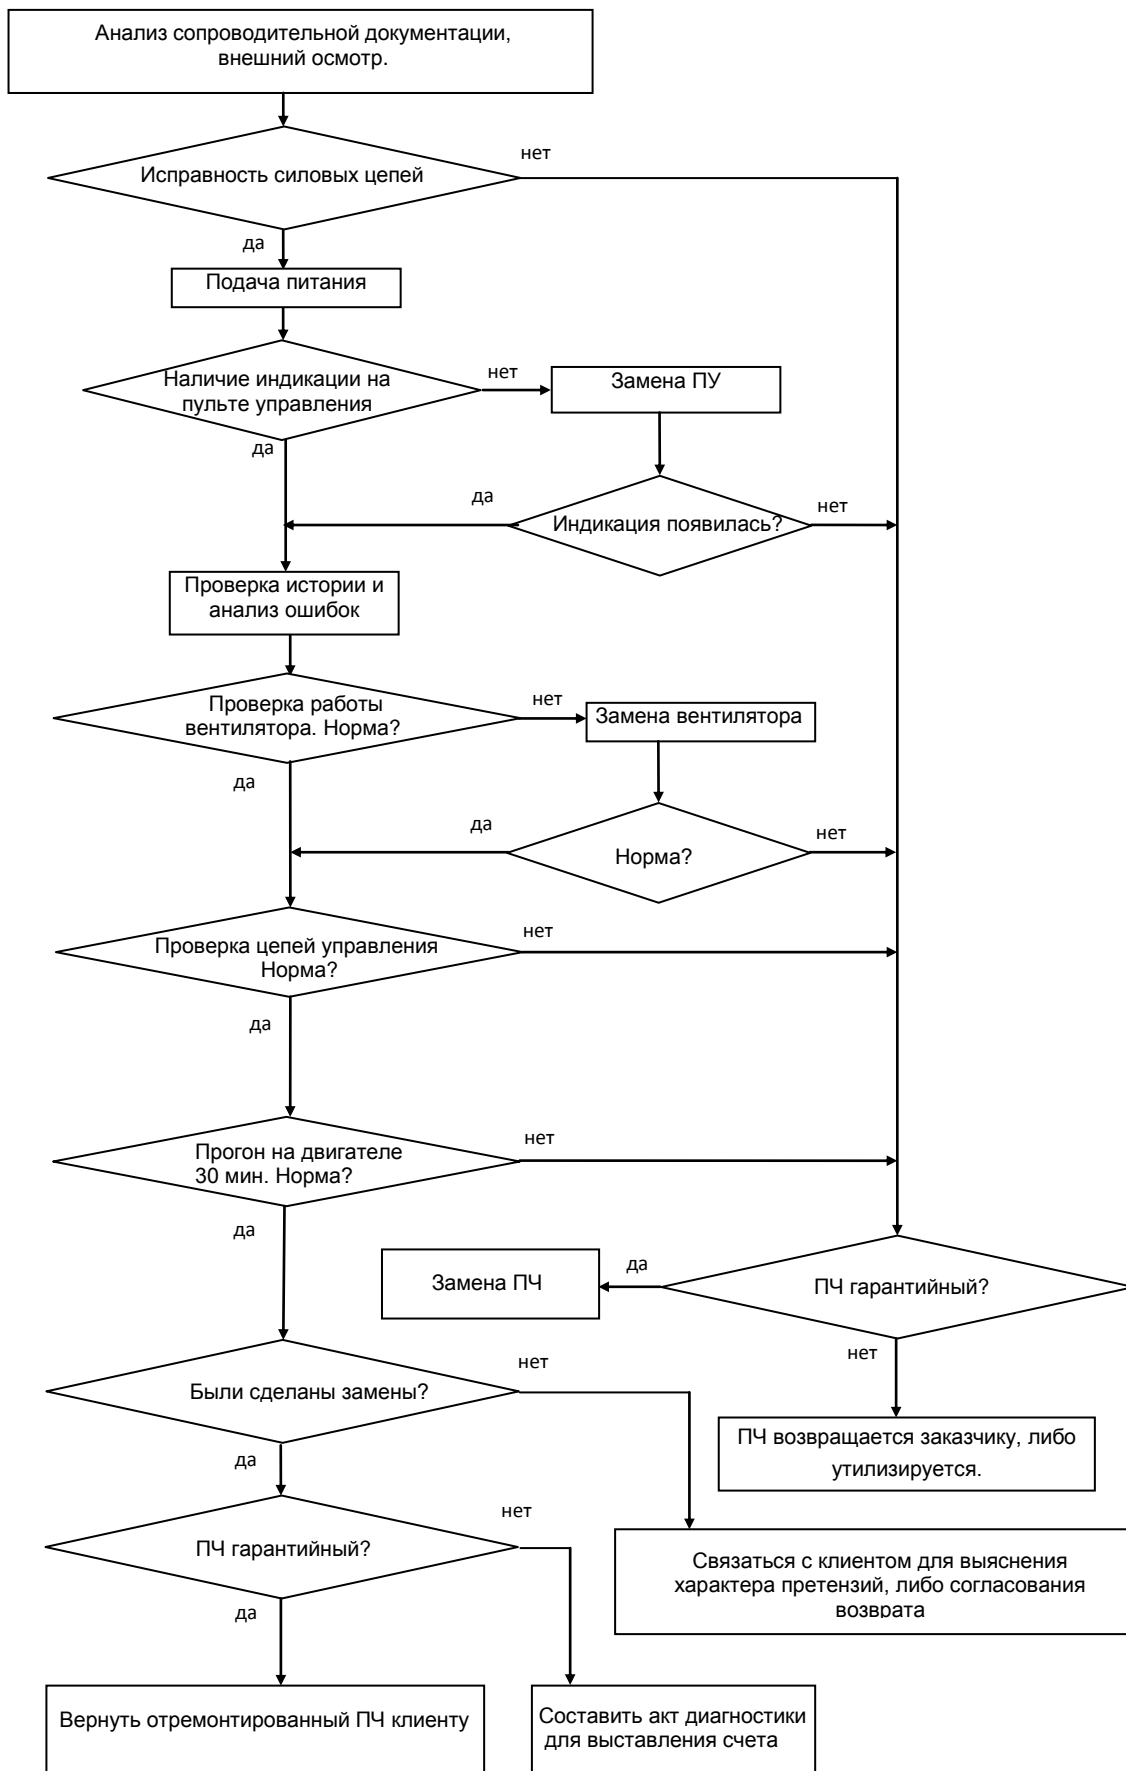 Анализ сопроводительной документации,
внешний осмотр.
нет
Исправность силовых цепей
да
Подача питания
Наличие индикации на
пульте управления
нет
Замена ПУ
да
да
Индикация появилась?
нет
Проверка истории и
анализ ошибок
Проверка работы
вентилятора. Норма?
нет
Замена вентилятора
да
да
Норма?
нет
Проверка цепей управления
Норма?
нет
да
Прогон на двигателе
30 мин. Норма?
нет
да
Замена ПЧ
да
ПЧ гарантийный?
нет
Были сделаны замены?
нет
ПЧ возвращается заказчику, либо
утилизируется.
да
ПЧ гарантийный?
нет
Связаться с клиентом для выяснения
характера претензий, либо согласования
возврата
да
Вернуть отремонтированный ПЧ клиенту
Составить акт диагностики
для выставления счета